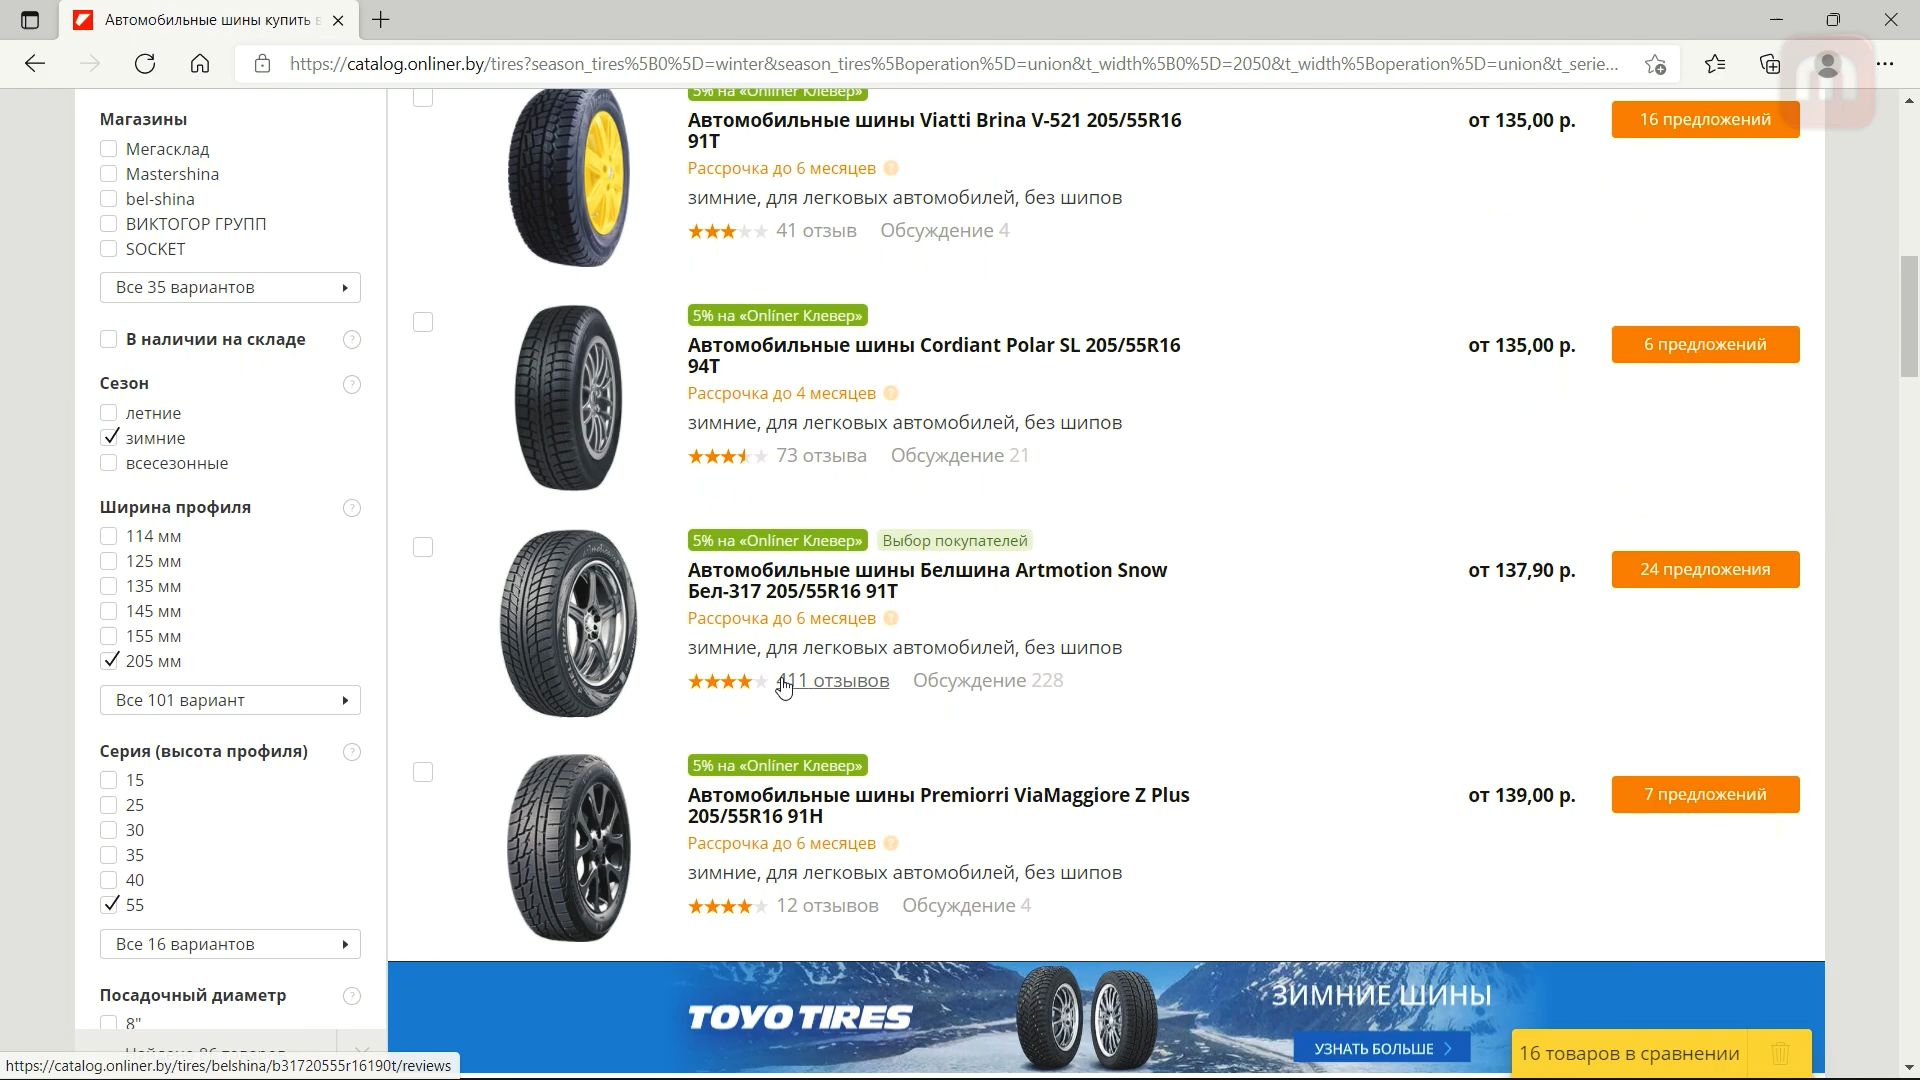 Автомобильные шины купить в
https://catalog.onliner.by/tires?season_tires%5B0%5D=winter&season_tires%5Boperation%5D=union&t_width%5B0%5D=2050&t_width%5Boperation%5D=union&t_serie...
Магазины
Мегасклад
Mastershina
bel-shina
ВИКТОГОР ГРУПП
SOCKET
Все 35 вариантов
В наличии на складе ?
Сезон ?
летние
зимние
всесезонные
Ширина профиля ?
114 мм
125 мм
135 мм
145 мм
155 мм
205 мм
Все 101 вариант
Серия (высота профиля) ?
15
25
30
35
40
55
Все 16 вариантов
Посадочный диаметр ?
8"
5% на «Onlíner Клевер»
Автомобильные шины Viatti Brina V-521 205/55R16
91T
от 135,00 р.
16 предложений
Рассрочка до 6 месяцев ?
зимние, для легковых автомобилей, без шипов
41 отзыв Обсуждение 4
5% на «Onlíner Клевер»
Автомобильные шины Cordiant Polar SL 205/55R16
94T
от 135,00 р.
6 предложений
Рассрочка до 4 месяцев ?
зимние, для легковых автомобилей, без шипов
73 отзыва Обсуждение 21
5% на «Onlíner Клевер» Выбор покупателей
Автомобильные шины Белшина Artmotion Snow
Бел-317 205/55R16 91T
от 137,90 р.
24 предложения
Рассрочка до 6 месяцев ?
зимние, для легковых автомобилей, без шипов
411 отзывов Обсуждение 228
5% на «Onlíner Клевер»
Автомобильные шины Premiorri ViaMaggiore Z Plus
205/55R16 91H
от 139,00 р.
7 предложений
Рассрочка до 6 месяцев ?
зимние, для легковых автомобилей, без шипов
12 отзывов Обсуждение 4
TOYO TIRES
ЗИМНИЕ ШИНЫ
УЗНАТЬ БОЛЬШЕ
16 товаров в сравнении
https://catalog.onliner.by/tires/belshina/b31720555r16190t/reviews